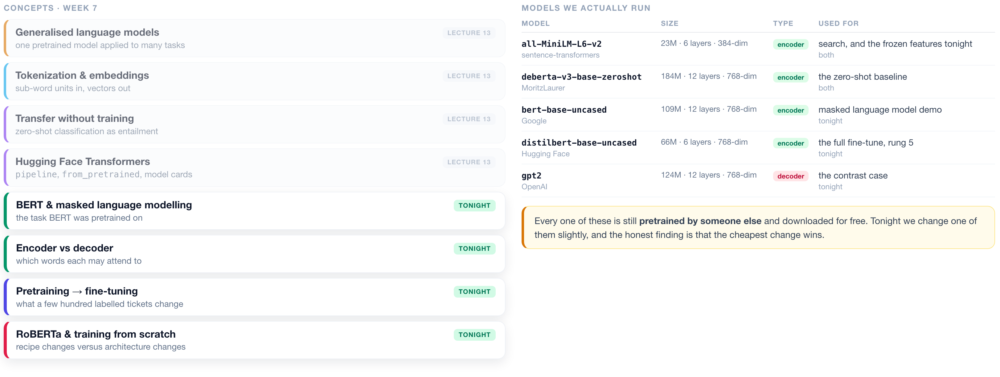 CONCEPTS · WEEK 7
Generalised language models
LECTURE 13
one pretrained model applied to many tasks
Tokenization & embeddings
LECTURE 13
sub-word units in, vectors out
Transfer without training
LECTURE 13
zero-shot classification as entailment
Hugging Face Transformers
LECTURE 13
pipeline, from_pretrained, model cards
BERT & masked language modelling
TONIGHT
the task BERT was pretrained on
Encoder vs decoder
TONIGHT
which words each may attend to
Pretraining → fine-tuning
TONIGHT
what a few hundred labelled tickets change
RoBERTa & training from scratch
TONIGHT
recipe changes versus architecture changes
MODELS WE ACTUALLY RUN
MODEL SIZE TYPE USED FOR
all-MiniLM-L6-v2 23M · 6 layers · 384-dim encoder search, and the frozen features tonight
sentence-transformers both
deberta-v3-base-zeroshot 184M · 12 layers · 768-dim encoder the zero-shot baseline
MoritzLaurer both
bert-base-uncased 109M · 12 layers · 768-dim encoder masked language model demo
Google tonight
distilbert-base-uncased 66M · 6 layers · 768-dim encoder the full fine-tune, rung 5
Hugging Face tonight
gpt2 124M · 12 layers · 768-dim decoder the contrast case
OpenAI tonight
Every one of these is still pretrained by someone else and downloaded for free. Tonight we change one of
them slightly, and the honest finding is that the cheapest change wins.